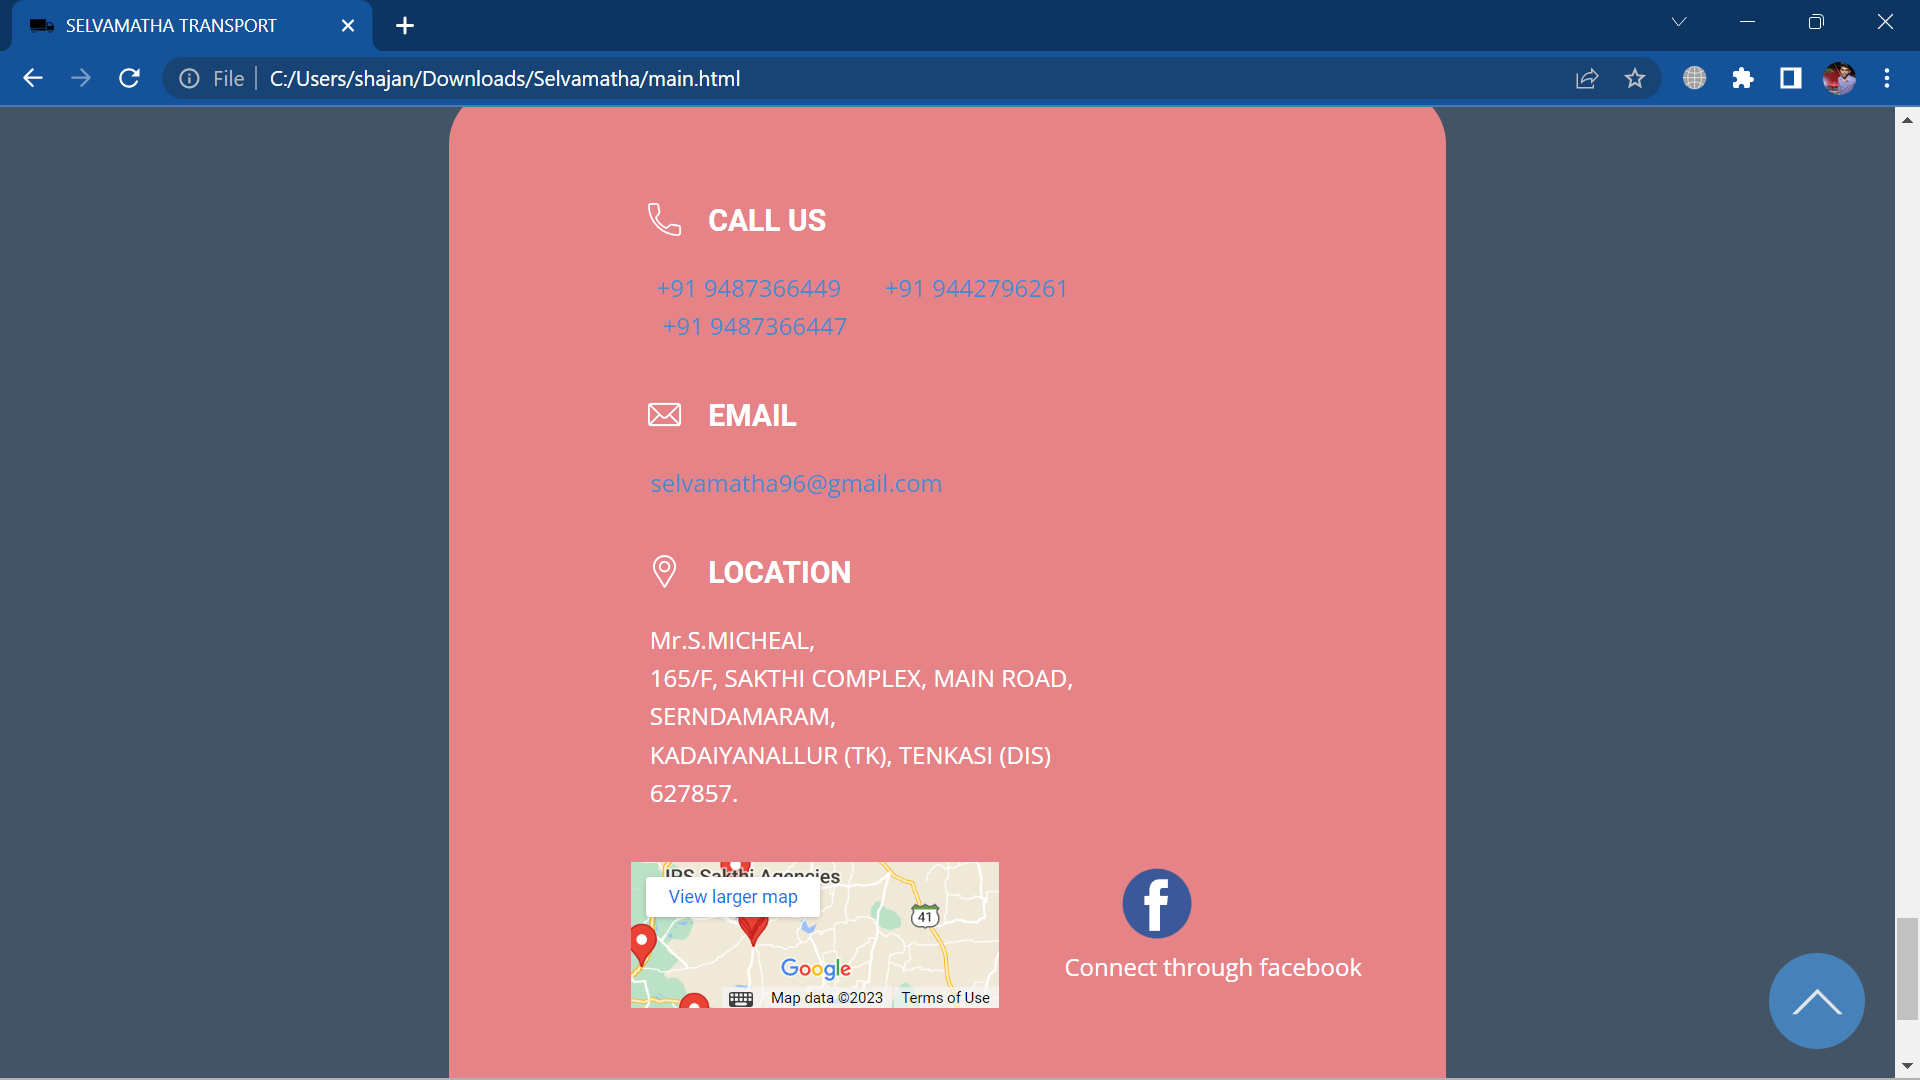 SELVAMATHA TRANSPORT
File C:/Users/shajan/Downloads/Selvamatha/main.html
CALL US
+91 9487366449 +91 9442796261
+91 9487366447
EMAIL
selvamatha96@gmail.com
LOCATION
Mr.S.MICHEAL,
165/F, SAKTHI COMPLEX, MAIN ROAD,
SERNDAMARAM,
KADAIYANALLUR (TK), TENKASI (DIS)
627857.
Sakthi Agencies
View larger map
41
Google
Map data ©2023 Terms of Use
f
Connect through facebook